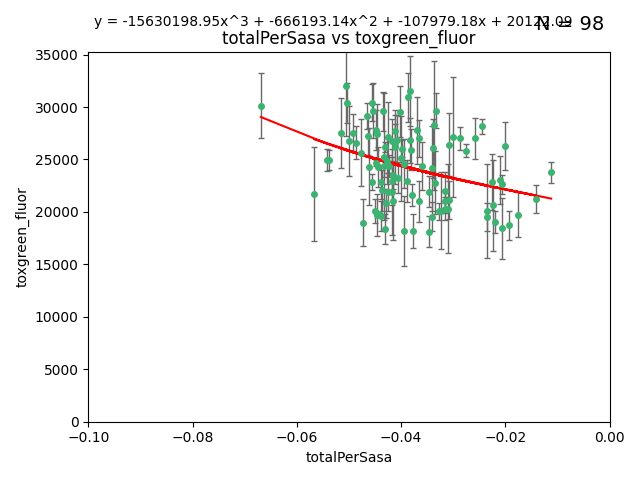 y = -15630198.95x^3 + -666193.14x^2 + -107979.18x + 20122.09
N = 98
totalPerSasa vs toxgreen_fluor
35000
30000
25000
20000
15000
10000
5000
0
toxgreen_fluor
−0.10 −0.08 −0.06 −0.04 −0.02 0.00
totalPerSasa